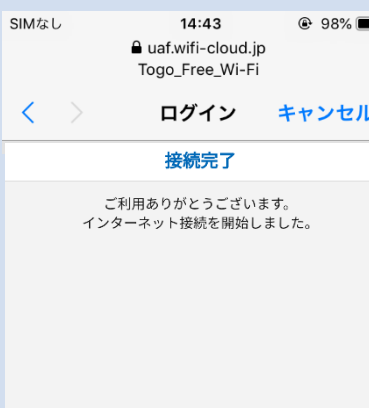 SIMなし 14:43 98%
uaf.wifi-cloud.jp
Togo_Free_Wi-Fi
ログイン キャンセル
接続完了
ご利用ありがとうございます。
インターネット接続を開始しました。